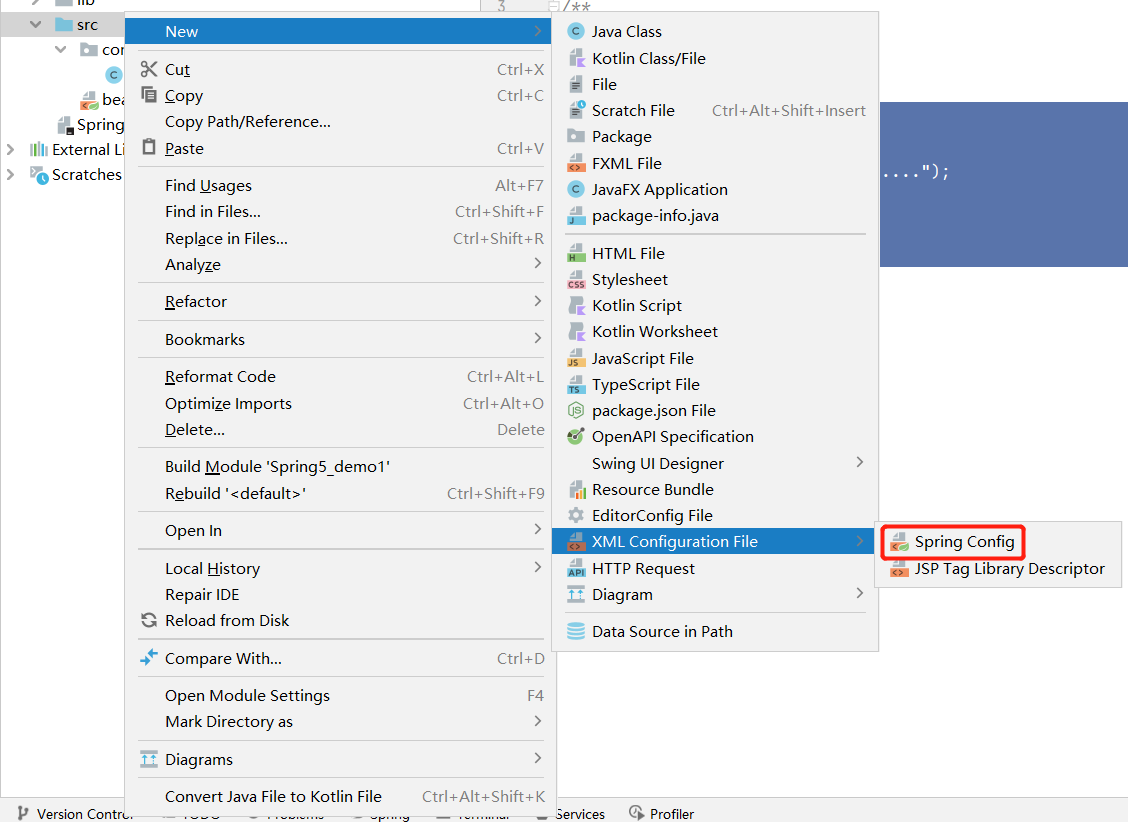 3
/**
src
New
Cut Ctrl+X
Copy Ctrl+C
Copy Path/Reference...
Paste Ctrl+V
Find Usages Alt+F7
Find in Files... Ctrl+Shift+F
Replace in Files... Ctrl+Shift+R
Analyze
Refactor
Bookmarks
Reformat Code Ctrl+Alt+L
Optimize Imports Ctrl+Alt+O
Delete... Delete
Build Module 'Spring5_demo1'
Rebuild '<default>' Ctrl+Shift+F9
Open In
Local History
Repair IDE
Reload from Disk
Compare With... Ctrl+D
Open Module Settings F4
Mark Directory as
Diagrams
Convert Java File to Kotlin File Ctrl+Alt+Shift+K
Java Class
Kotlin Class/File
File
Scratch File Ctrl+Alt+Shift+Insert
Package
FXML File
JavaFX Application
package-info.java
HTML File
Stylesheet
Kotlin Script
Kotlin Worksheet
JavaScript File
TypeScript File
package.json File
OpenAPI Specification
Swing UI Designer
Resource Bundle
EditorConfig File
XML Configuration File
HTTP Request
Diagram
Data Source in Path
Spring Config
JSP Tag Library Descriptor
....");
Spring
External Li
Scratches
Version Control
Services
Profiler